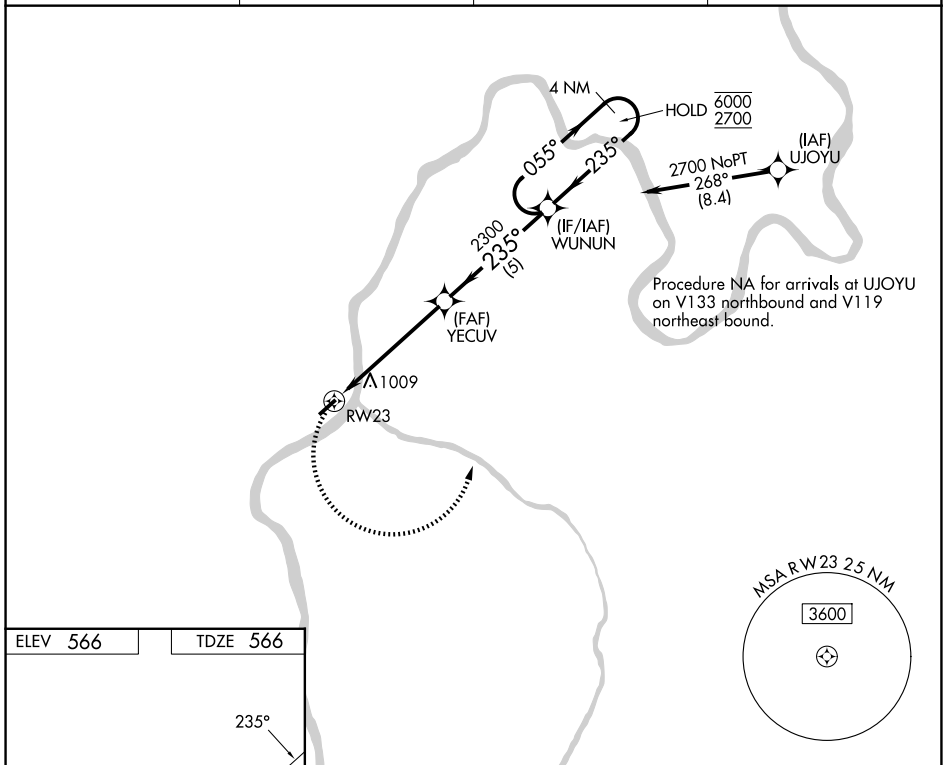 4 NM
HOLD 6000
2700
055°
235°
(IAF)
UJOYU
2700 NoPT
268°
(8.4)
(IF/IAF)
WUNUN
2300
235°
(5)
Procedure NA for arrivals at UJOYU
on V133 northbound and V119
northeast bound.
(FAF)
YECUV
1009
RW23
MSA RW23 25 NM
3600
ELEV 566
TDZE 566
235°